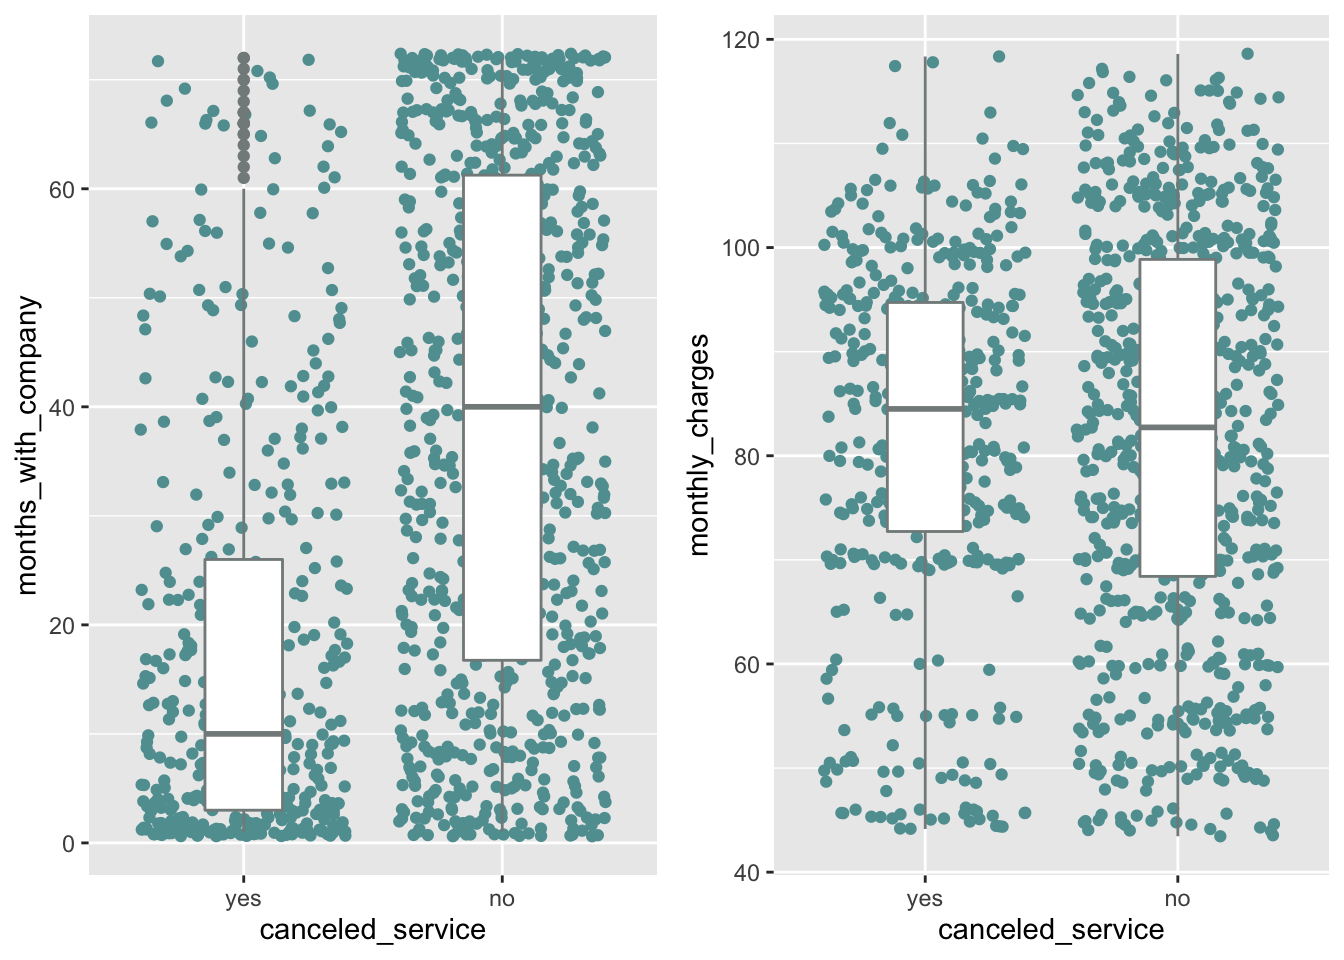 months_with_company
60
40
20
0
yes
no
canceled_service
monthly_charges
120
100
80
60
40
yes
no
canceled_service